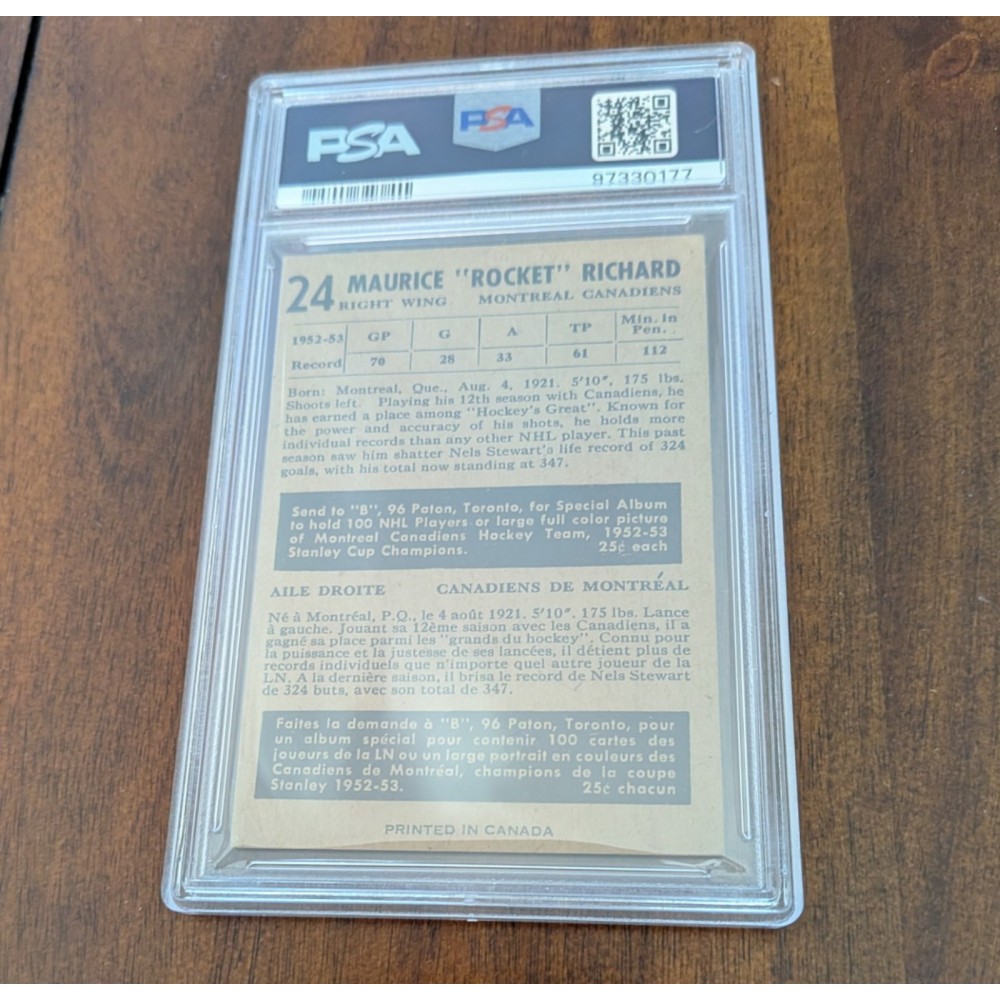 PSA
PSA
97330177
24 MAURICE "ROCKET" RICHARD
RIGHT WING MONTREAL CANADIENS
1952-53 GP G A TP Min. in Pen.
Record 70 28 33 61 112
Born: Montreal, Que., Aug. 4, 1921. 5'10", 175 lbs.
Shoots left. Playing his 12th season with Canadiens, he
has earned a place among "Hockey's Great". Known for
the power and accuracy of his shots, he holds more
individual records than any other NHL player. This past
season saw him shatter Nels Stewart's life record of 324
goals, with his total now standing at 347.
Send to "B", 96 Paton, Toronto, for Special Album
to hold 100 NHL Players or large full color picture
of Montreal Canadiens Hockey Team, 1952-53
Stanley Cup Champions. 25¢ each
AILE DROITE CANADIENS DE MONTRÉAL
Né à Montréal, P.Q., le 4 août 1921. 5'10", 175 lbs. Lance
à gauche. Jouant sa 12ème saison avec les Canadiens, il a
gagné sa place parmi les "grands du hockey". Connu pour
la puissance et la justesse de ses lancées, il détient plus de
records individuels que n'importe quel autre joueur de la
LN. A la dernière saison, il brisa le record de Nels Stewart
de 324 buts, avec son total de 347.
Faites la demande à "B", 96 Paton, Toronto, pour
un album spécial pour contenir 100 cartes des
joueurs de la LN ou un large portrait en couleurs des
Canadiens de Montréal, champions de la coupe
Stanley 1952-53. 25¢ chacun
PRINTED IN CANADA